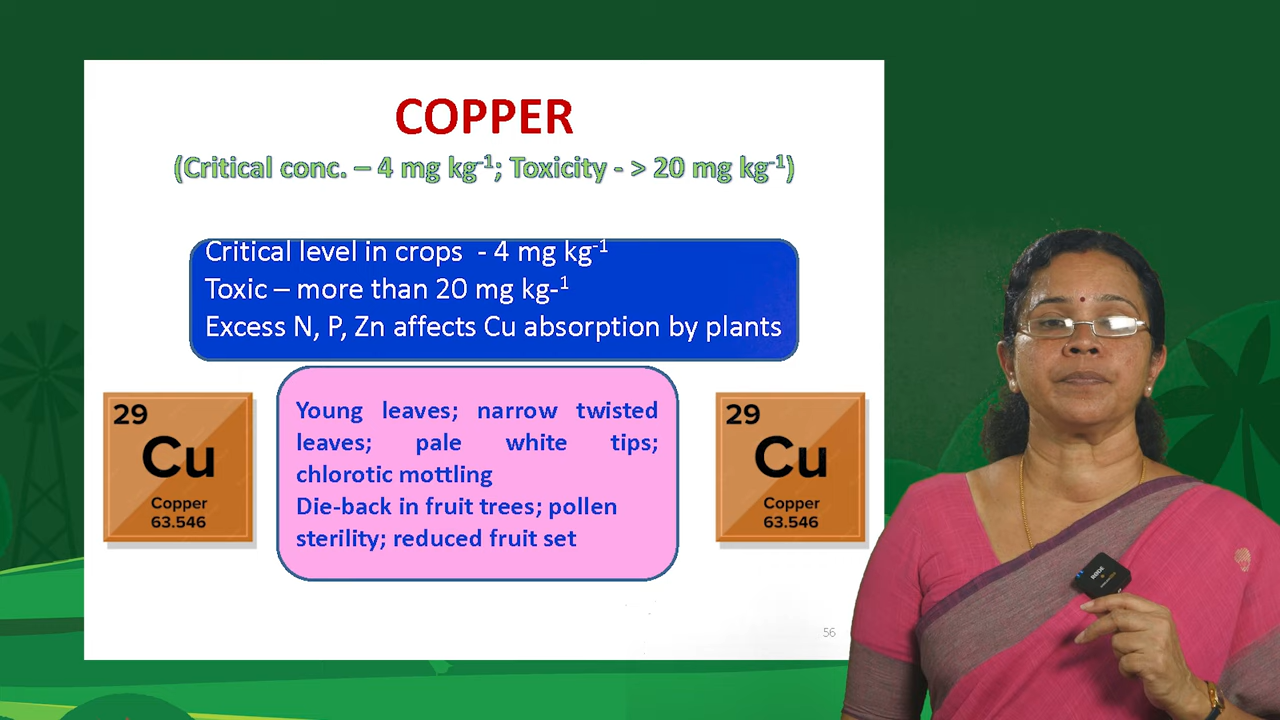 COPPER
(Critical conc. – 4 mg kg-1; Toxicity - > 20 mg kg-1)
Critical level in crops - 4 mg kg-1
Toxic – more than 20 mg kg-1
Excess N, P, Zn affects Cu absorption by plants
29
Cu
Copper
63.546
Young leaves; narrow twisted
leaves; pale white tips;
chlorotic mottling
Die-back in fruit trees; pollen
sterility; reduced fruit set
29
Cu
Copper
63.546
RØDE
56